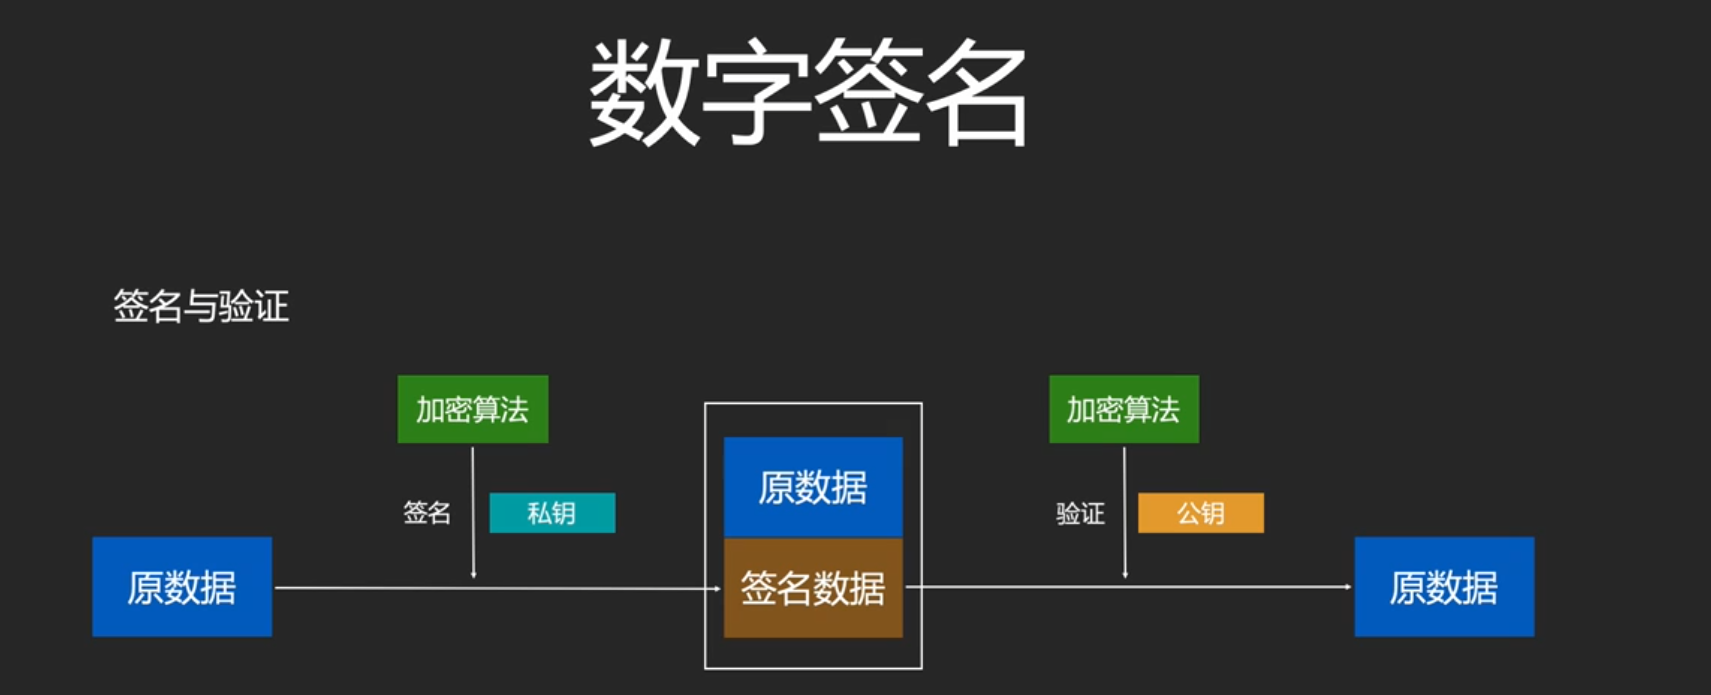 数字签名
签名与验证
加密算法
加密算法
原数据
签名
私钥
验证
公钥
原数据
签名数据
原数据